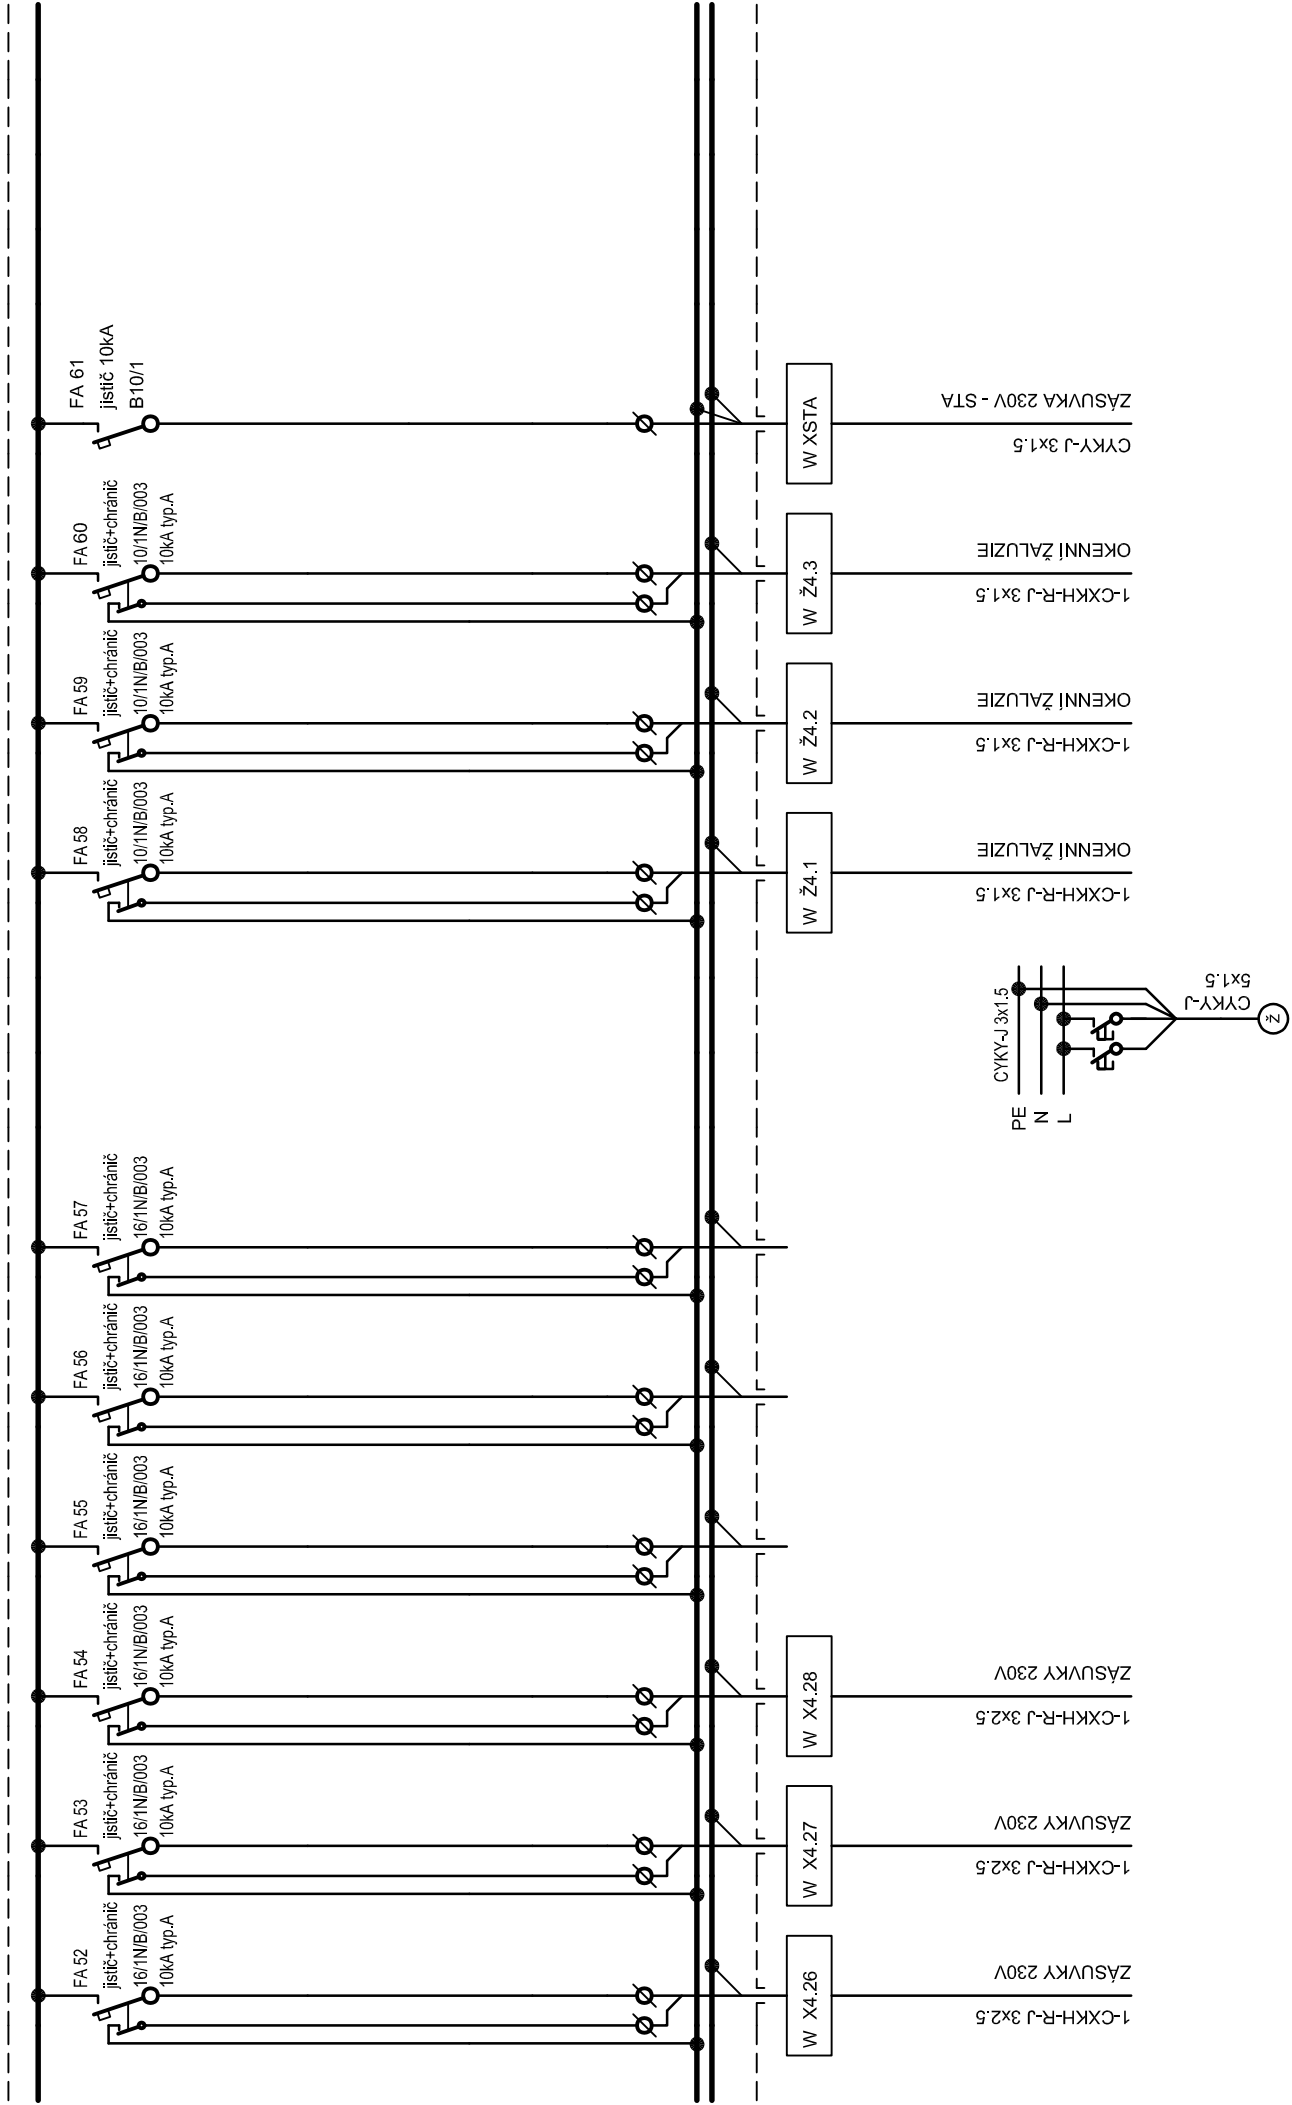 FA 52
jistič+chránič
16/1N/B/003
10kA typ.A
W X4.26
1-CXKH-R-J 3x2.5
ZÁSUVKY 230V
FA 53
jistič+chránič
16/1N/B/003
10kA typ.A
W X4.27
1-CXKH-R-J 3x2.5
ZÁSUVKY 230V
FA 54
jistič+chránič
16/1N/B/003
10kA typ.A
W X4.28
1-CXKH-R-J 3x2.5
ZÁSUVKY 230V
FA 55
jistič+chránič
16/1N/B/003
10kA typ.A
FA 56
jistič+chránič
16/1N/B/003
10kA typ.A
FA 57
jistič+chránič
16/1N/B/003
10kA typ.A
CYKY-J 3x1.5
PE
N
L
CYKY-J
5x1.5
Ž
FA 58
jistič+chránič
10/1N/B/003
10kA typ.A
W Ž4.1
1-CXKH-R-J 3x1.5
OKENNÍ ŽALUZIE
FA 59
jistič+chránič
10/1N/B/003
10kA typ.A
W Ž4.2
1-CXKH-R-J 3x1.5
OKENNÍ ŽALUZIE
FA 60
jistič+chránič
10/1N/B/003
10kA typ.A
W Ž4.3
1-CXKH-R-J 3x1.5
OKENNÍ ŽALUZIE
FA 61
jistič 10kA
B10/1
W XSTA
CYKY-J 3x1.5
ZÁSUVKA 230V - STA